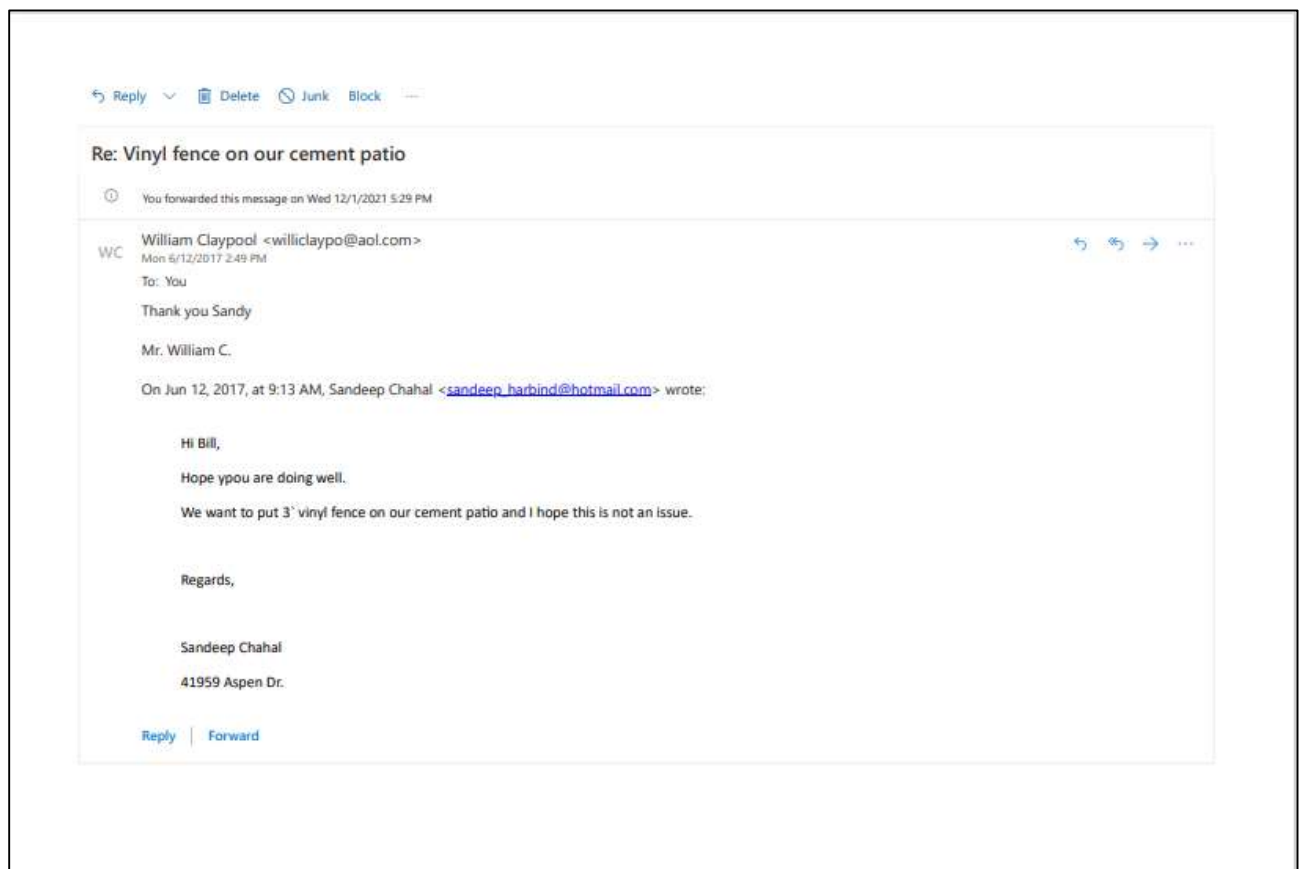 Reply Delete Junk Block ...
Re: Vinyl fence on our cement patio
You forwarded this message on Wed 12/1/2021 5:29 PM
William Claypool <williclaypo@aol.com>
WC
Mon 6/12/2017 2:49 PM
To: You
Thank you Sandy
Mr. William C.
On Jun 12, 2017, at 9:13 AM, Sandeep Chahal <sandeep_harbind@hotmail.com> wrote:
Hi Bill,
Hope ypou are doing well.
We want to put 3` vinyl fence on our cement patio and I hope this is not an issue.
Regards,
Sandeep Chahal
41959 Aspen Dr.
Reply | Forward